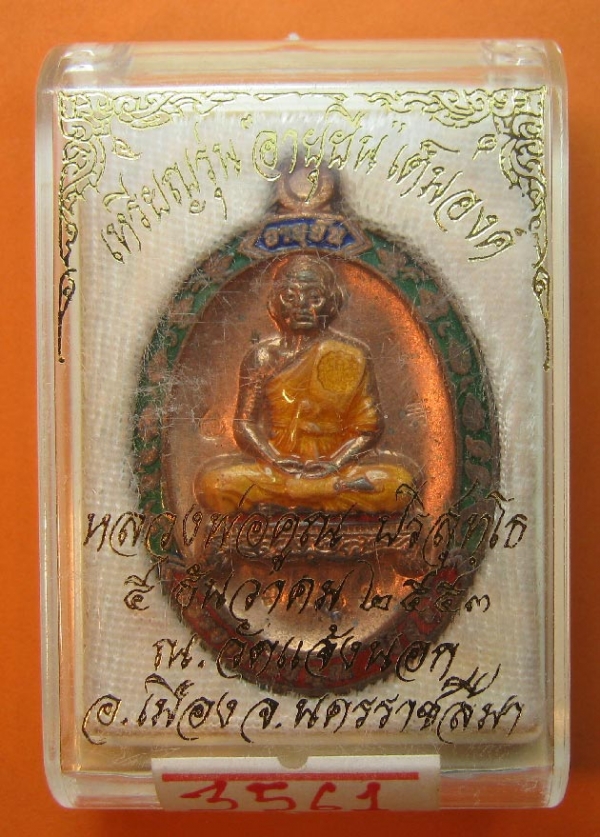 เหรียญรุ่น อายุยืน เต็มองค์
อายุยืน
หลวงพ่อคูณ ปริสุทฺโธ
๕ ธันวาคม ๒๕๕๓
ณ. วัดแจ้งนอก
อ.เมือง จ.นครราชสีมา
3561